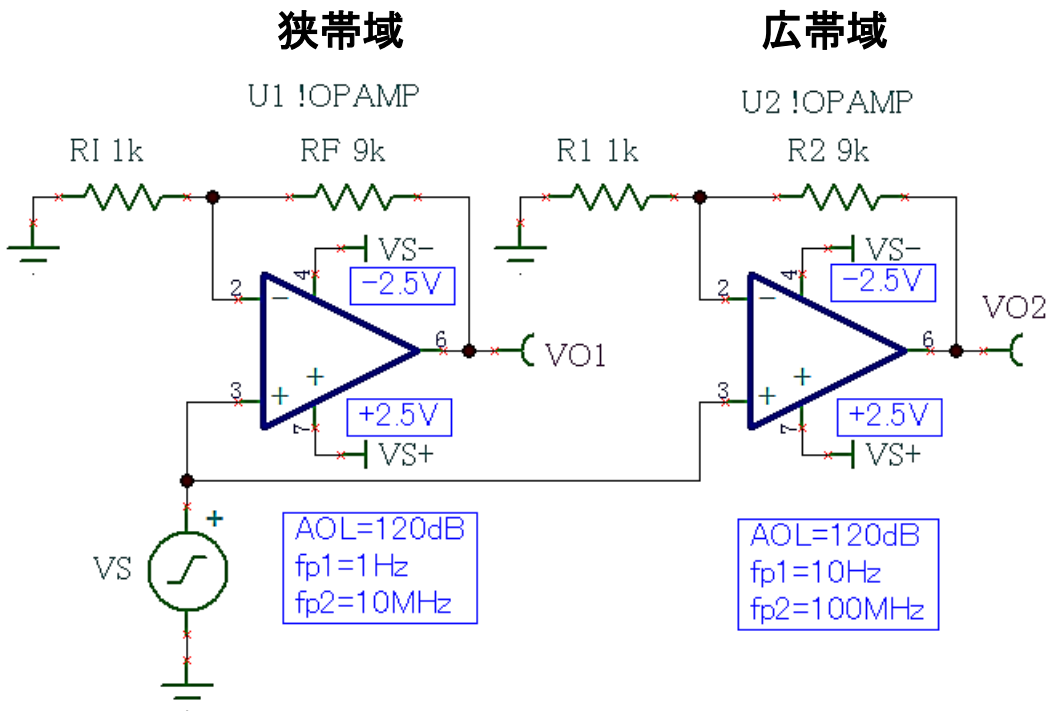 狭帯域
広帯域
U1 !OPAMP
U2 !OPAMP
RI 1k
RF 9k
R1 1k
R2 9k
VS-
-2.5V
VS-
-2.5V
4
4
2
2
6
6
VO1
VO2
3
3
+2.5V
+2.5V
7
7
VS+
VS+
VS
AOL=120dB
fp1=1Hz
fp2=10MHz
AOL=120dB
fp1=10Hz
fp2=100MHz